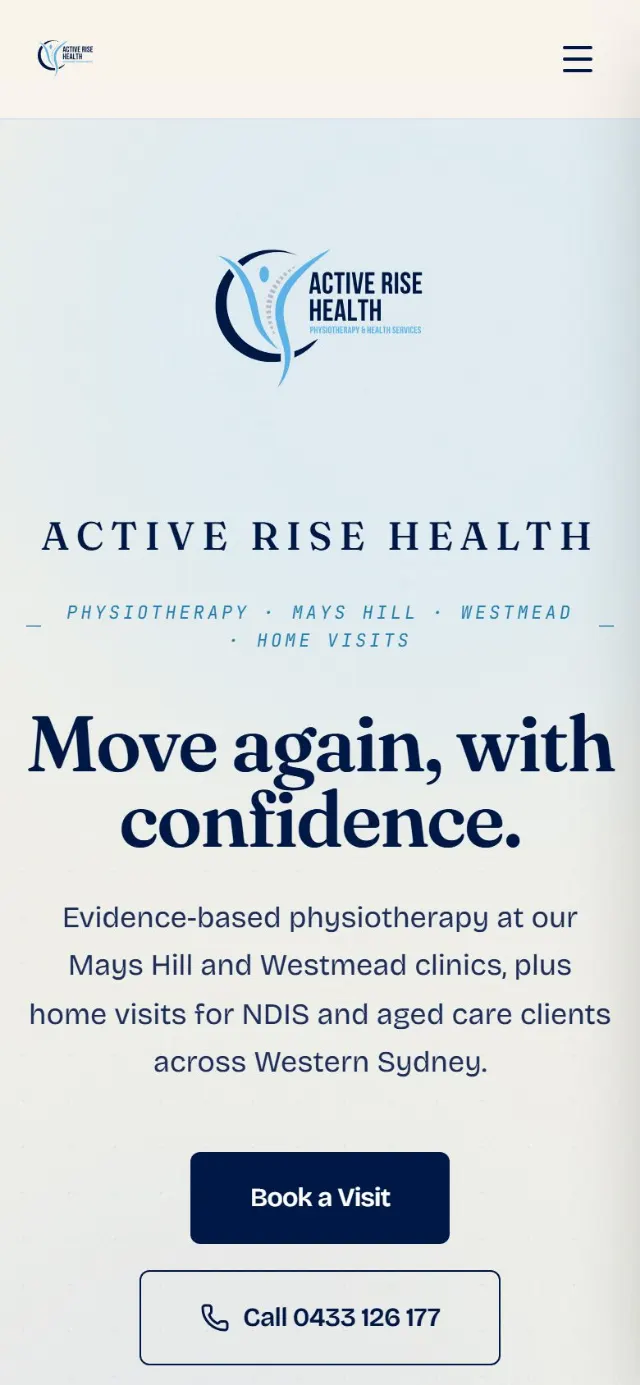 ACTIVE RISE
HEALTH
ACTIVE RISE
HEALTH
PHYSIOTHERAPY & HEALTH SERVICES
ACTIVE RISE HEALTH
PHYSIOTHERAPY · MAYS HILL · WESTMEAD
· HOME VISITS
Move again, with
confidence.
Evidence-based physiotherapy at our
Mays Hill and Westmead clinics, plus
home visits for NDIS and aged care clients
across Western Sydney.
Book a Visit
Call 0433 126 177